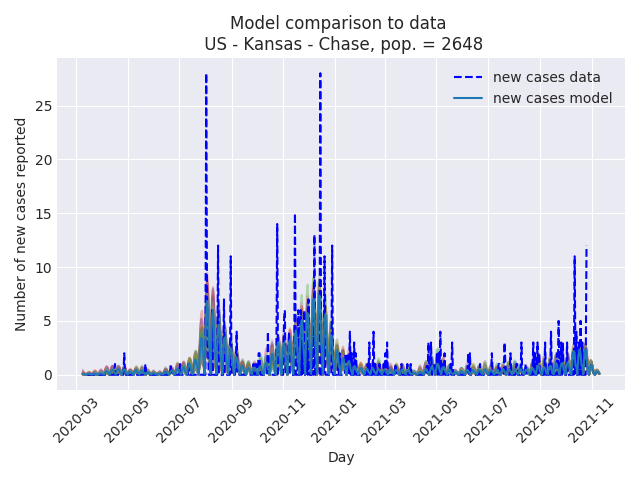 Model comparison to data
US - Kansas - Chase, pop. = 2648
new cases data
new cases model
Number of new cases reported
25
20
15
10
5
0
2020-03
2020-05
2020-07
2020-09
2020-11
2021-01
2021-03
2021-05
2021-07
2021-09
2021-11
Day